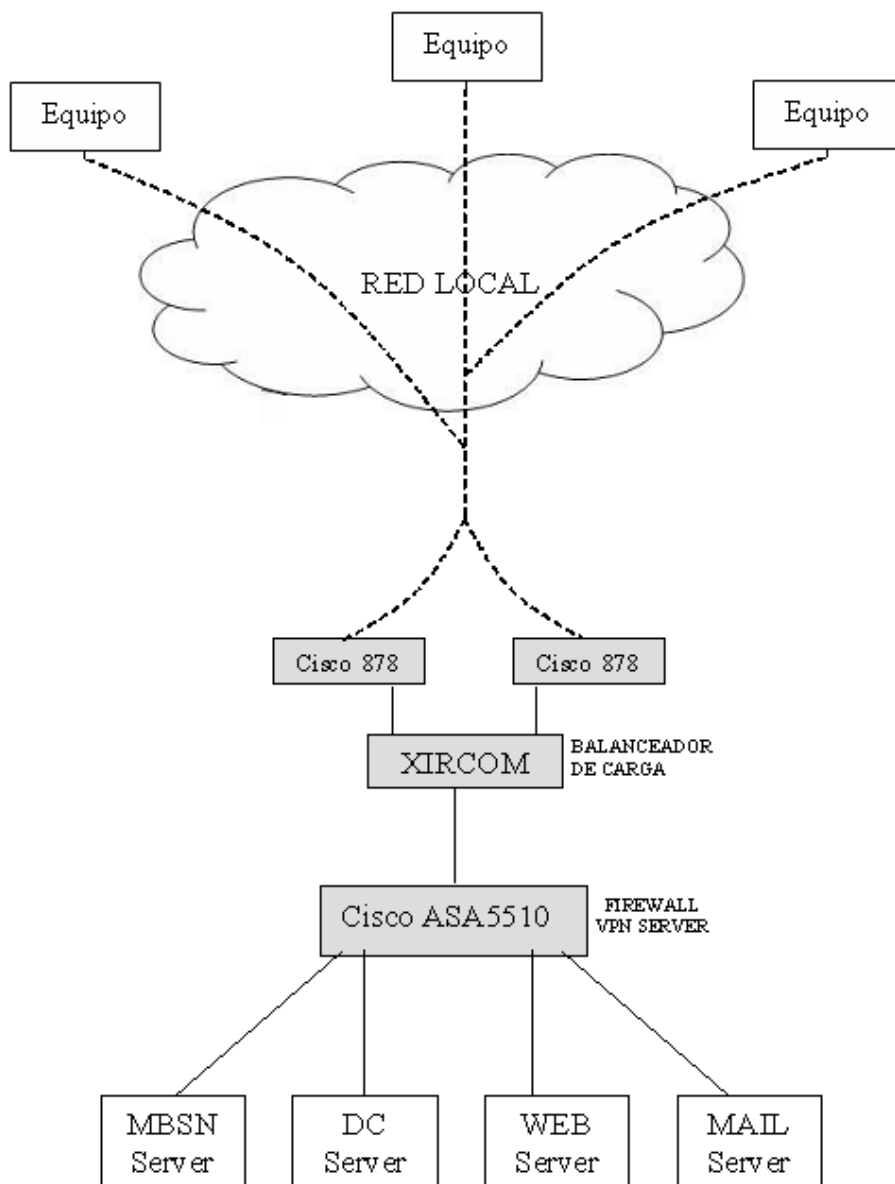 Equipo
Equipo
Equipo
RED LOCAL
Cisco 878
Cisco 878
XIRCOM
BALANCEADOR
DE CARGA
Cisco ASA5510
FIREWALL
VPN SERVER
MBSN
Server
DC
Server
WEB
Server
MAIL
Server